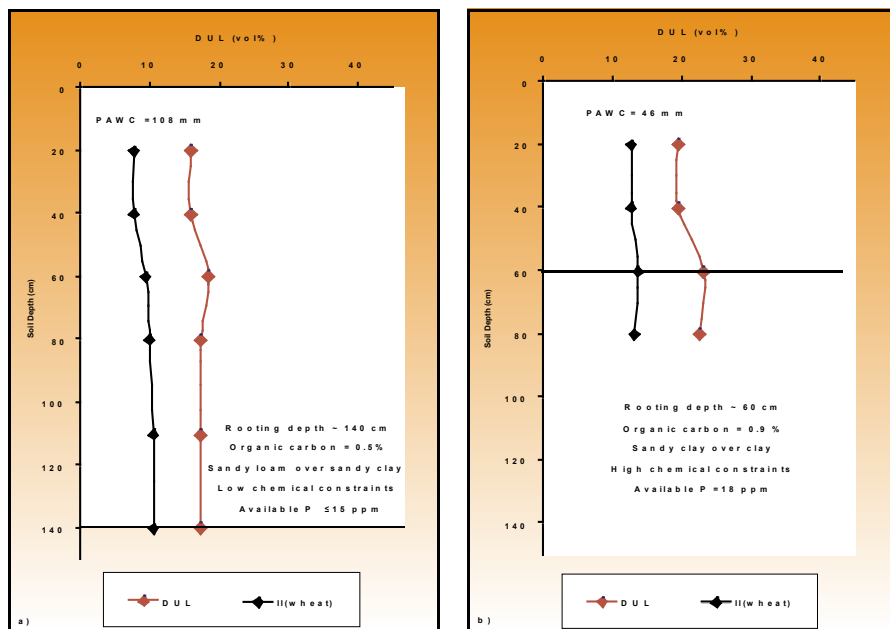 DUL (vol%)
0 10 20 30 40
0
20
40
60
80
100
120
140
Soil Depth (cm)
PAWC =108 mm
Rooting depth ~ 140 cm
Organic carbon = 0.5%
Sandy loam over sandy clay
Low chemical constraints
Available P ≤15 ppm
DUL ll(wheat)
a)
DUL (vol% )
0 10 20 30 40
0
20
40
60
80
100
120
140
Soil Depth (cm)
PAWC = 46 mm
Rooting depth ~ 60 cm
Organic carbon = 0.9 %
Sandy clay over clay
High chemical constraints
Available P =18 ppm
DUL ll(wheat)
b)